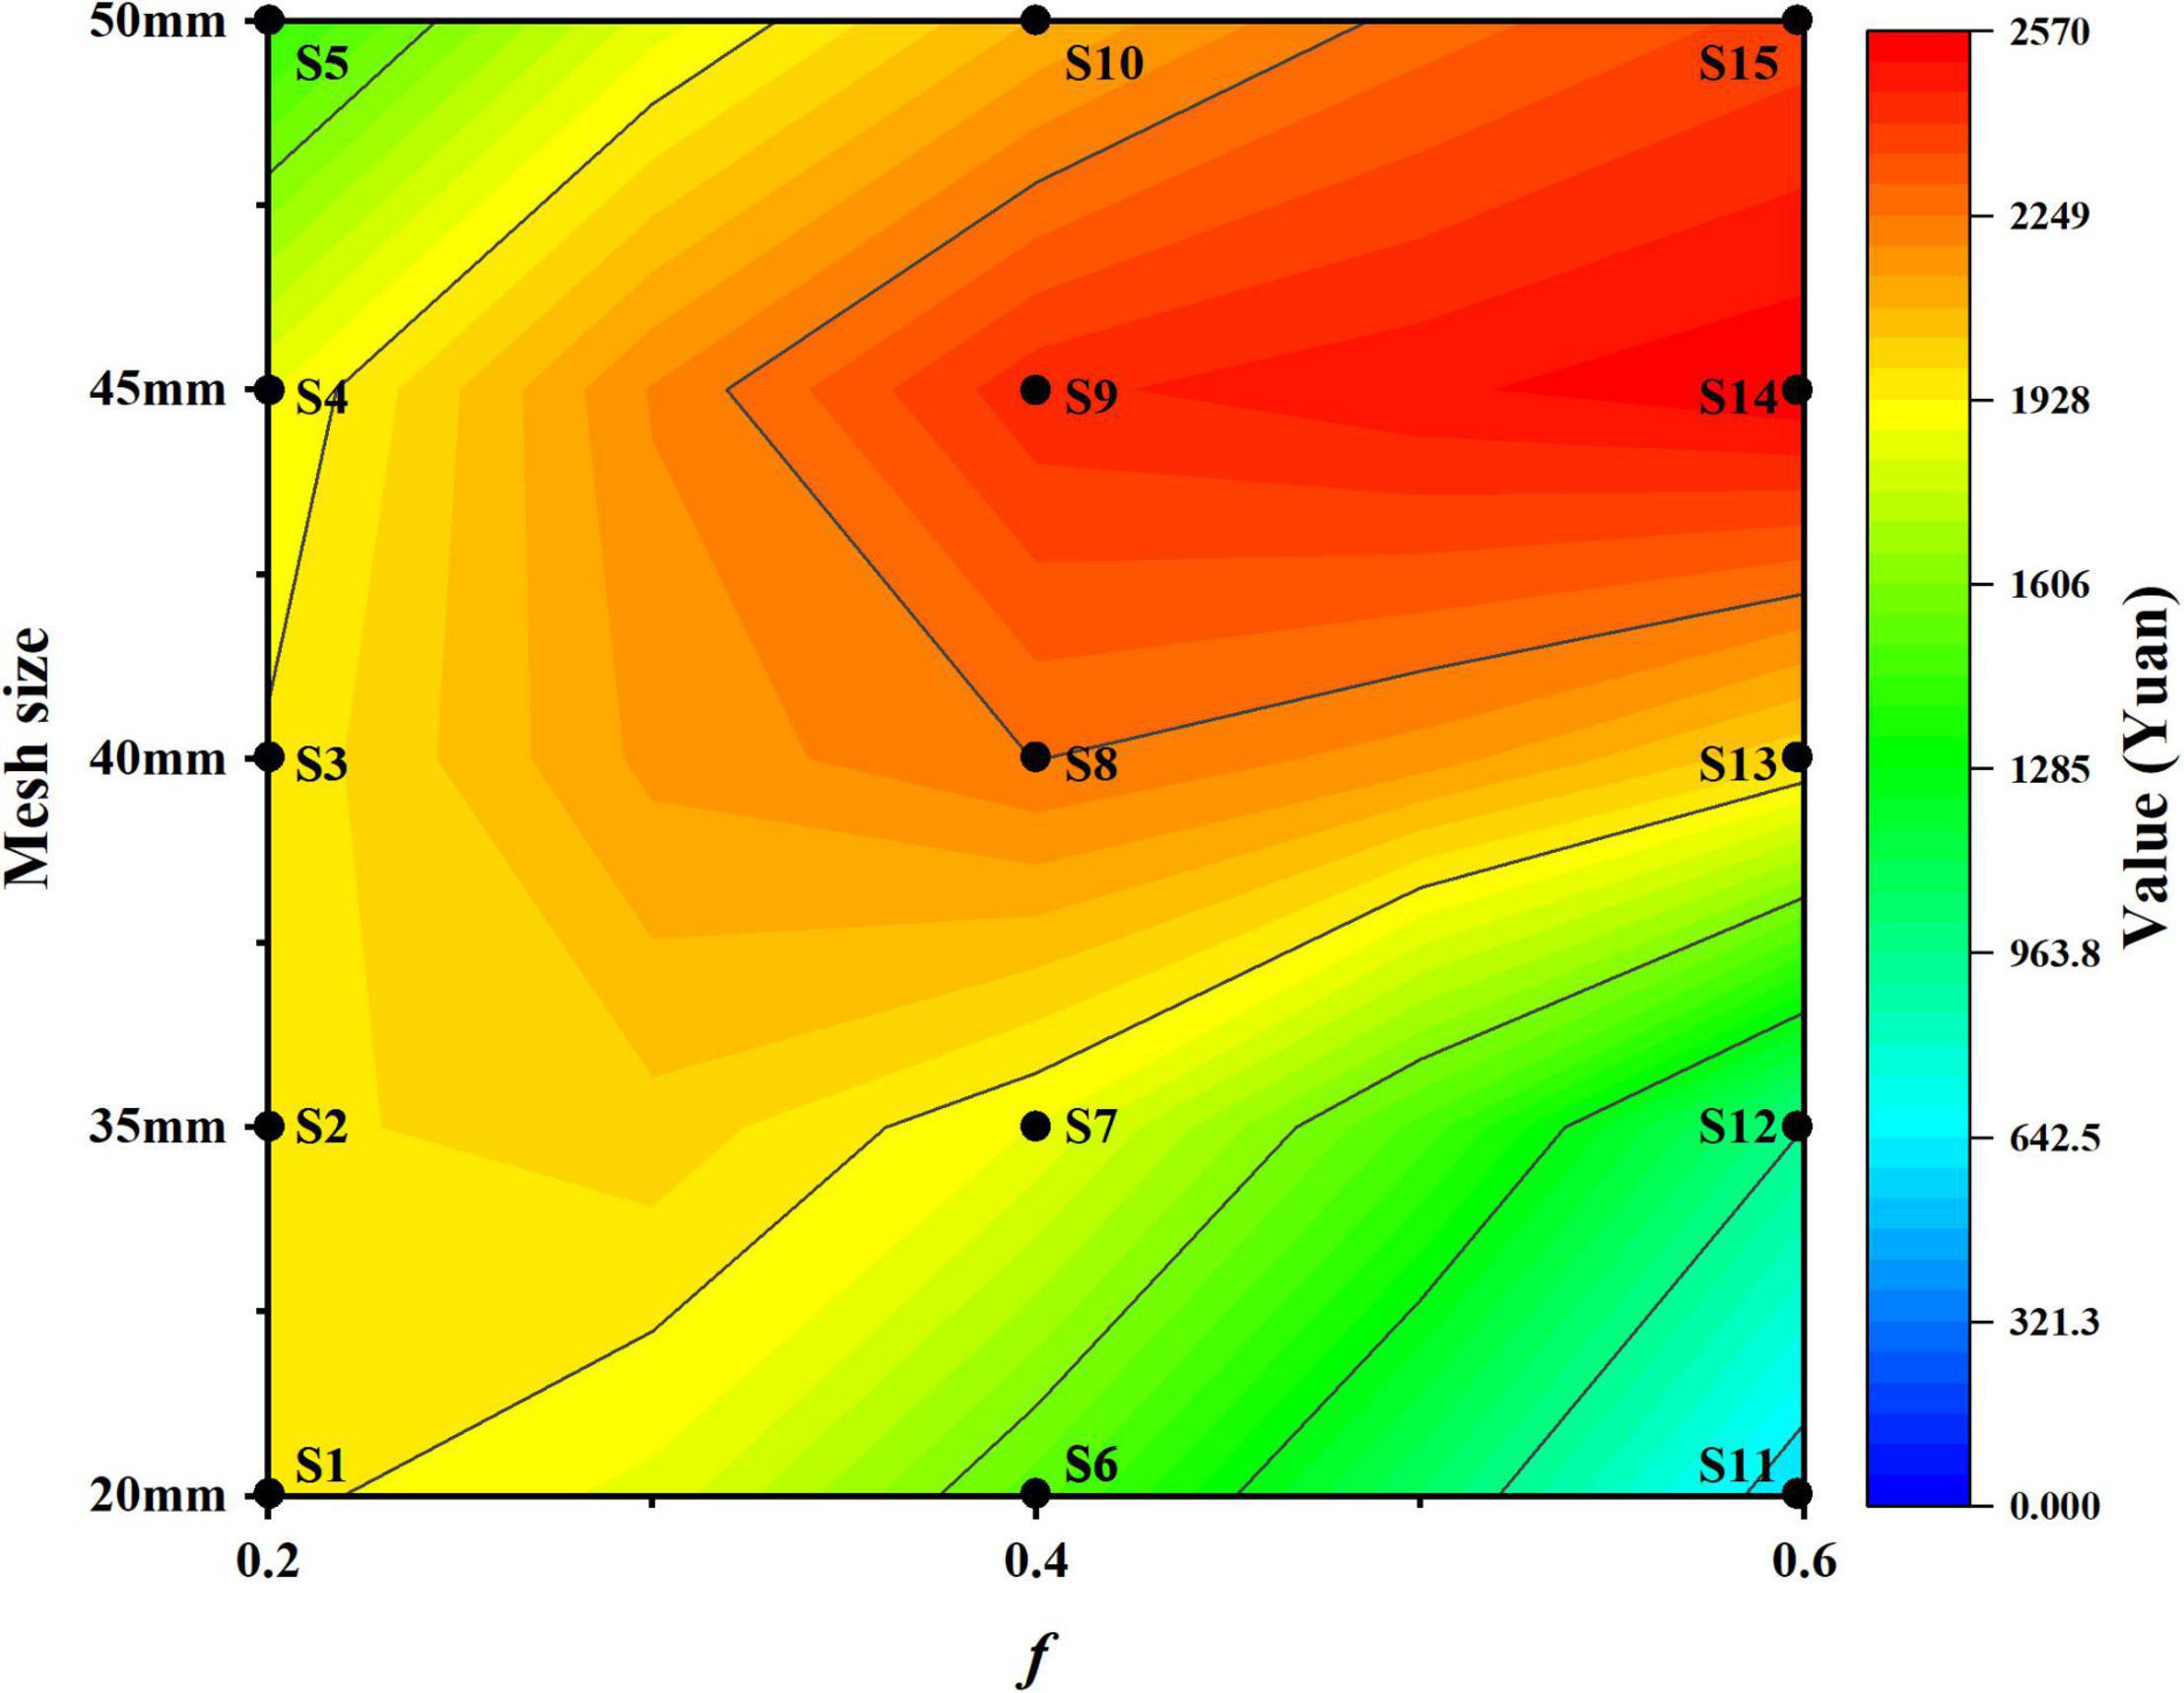 50mm
S5
S10
S15
2570
2249
45mm
S4
S9
S14
1928
1606
Mesh size
Value (Yuan)
40mm
S3
S8
S13
1285
963.8
35mm
S2
S7
S12
642.5
321.3
S1
S6
S11
20mm
0.000
0.2
0.4
0.6
f